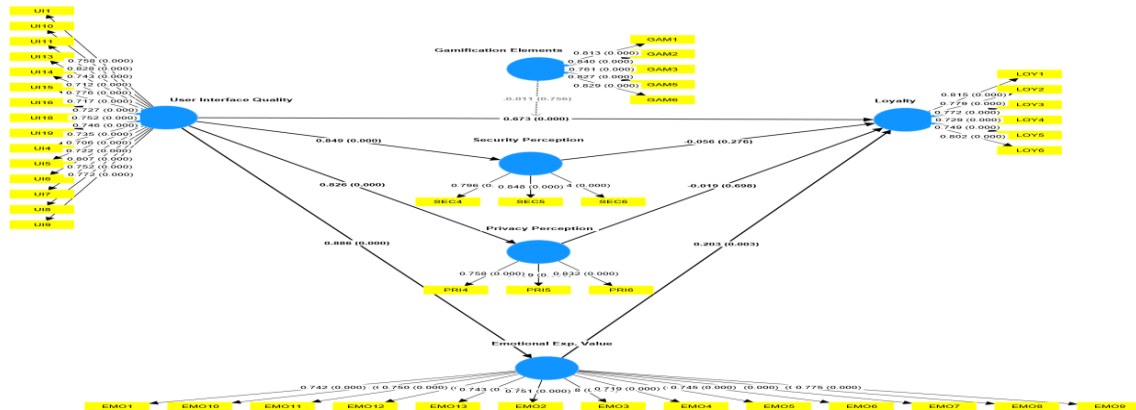 UI1
UI10
UI11
UI13
UI14
UI15
UI16
UI18
UI19
UI4
UI5
UI6
UI7
UI8
UI9
0.758 (0.000)
0.828 (0.000)
0.743 (0.000)
0.712 (0.000)
0.776 (0.000)
0.717 (0.000)
0.727 (0.000)
0.752 (0.000)
0.746 (0.000)
0.735 (0.000)
0.706 (0.000)
0.722 (0.000)
0.807 (0.000)
0.752 (0.000)
0.772 (0.000)
User Interface Quality
Gamification Elements
0.813 (0.000)
0.840 (0.000)
0.761 (0.000)
0.827 (0.000)
0.829 (0.000)
GAM1
GAM2
GAM3
GAM5
GAM6
-0.011 (0.756)
0.673 (0.000)
Loyalty
0.815 (0.000)
0.779 (0.000)
0.772 (0.000)
0.729 (0.000)
0.749 (0.000)
0.802 (0.000)
LOY1
LOY2
LOY3
LOY4
LOY5
LOY6
0.849 (0.000)
Security Perception
-0.056 (0.276)
0.796 (0.
0.848 (0.000)
4 (0.000)
SEC4
SEC5
SEC6
0.826 (0.000)
-0.019 (0.698)
Privacy Perception
0.758 (0.000)
0.832 (0.000)
PRI4
PRI5
PRI6
0.886 (0.000)
0.203 (0.003)
Emotional Exp. Value
0.742 (0.000)
0.750 (0.000)
0.743 (0.000)
0.751 (0.000)
0.719 (0.000)
0.745 (0.000)
(0.000)
0.775 (0.000)
EMO1
EMO10
EMO11
EMO12
EMO13
EMO2
EMO3
EMO4
EMO5
EMO6
EMO7
EMO8
EMO9